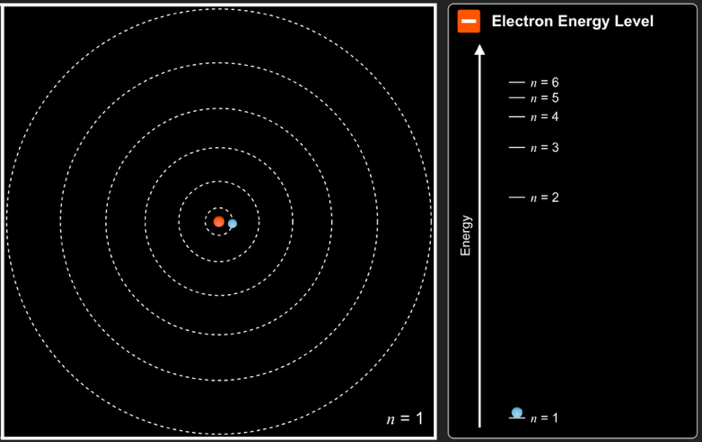 n = 1
Electron Energy Level
n = 6
n = 5
n = 4
n = 3
n = 2
Energy
n = 1